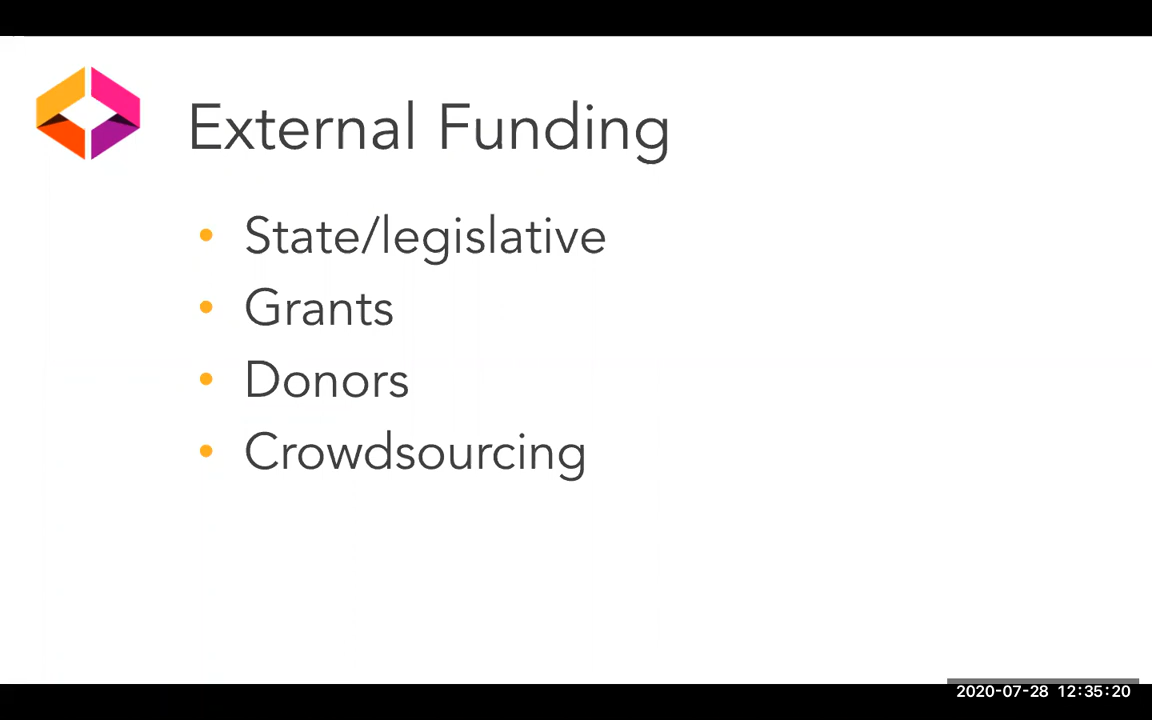 External Funding
• State/legislative
• Grants
• Donors
• Crowdsourcing
2020-07-28 12:35:20